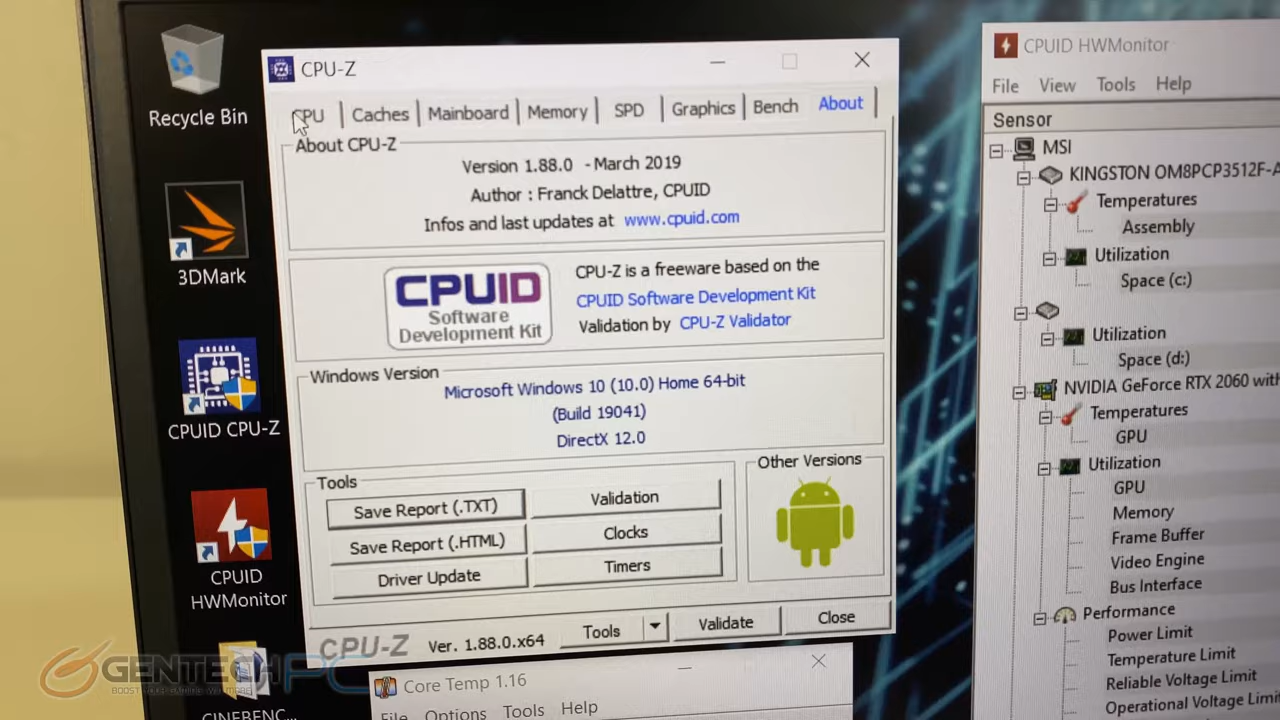 Recycle Bin
3DMark
CPUID CPU-Z
CPUID
HWMonitor
CINEBENC...
CPU-Z
CPU
Caches
Mainboard
Memory
SPD
Graphics
Bench
About
About CPU-Z
Version 1.88.0 - March 2019
Author : Franck Delattre, CPUID
Infos and last updates at www.cpuid.com
CPUID
Software
Development Kit
CPU-Z is a freeware based on the
CPUID Software Development Kit
Validation by CPU-Z Validator
Windows Version
Microsoft Windows 10 (10.0) Home 64-bit
(Build 19041)
DirectX 12.0
Tools
Save Report (.TXT)
Validation
Save Report (.HTML)
Clocks
Driver Update
Timers
Other Versions
CPU-Z Ver. 1.88.0.x64
Tools
Validate
Close
Core Temp 1.16
File Options Tools Help
CPUID HWMonitor
File View Tools Help
Sensor
MSI
KINGSTON OM8PCP3512F-A
Temperatures
Assembly
Utilization
Space (c:)
Utilization
Space (d:)
NVIDIA GeForce RTX 2060 with
Temperatures
GPU
Utilization
GPU
Memory
Frame Buffer
Video Engine
Bus Interface
Performance
Power Limit
Temperature Limit
Reliable Voltage Limit
Operational Voltage Limit
GENTECH PC